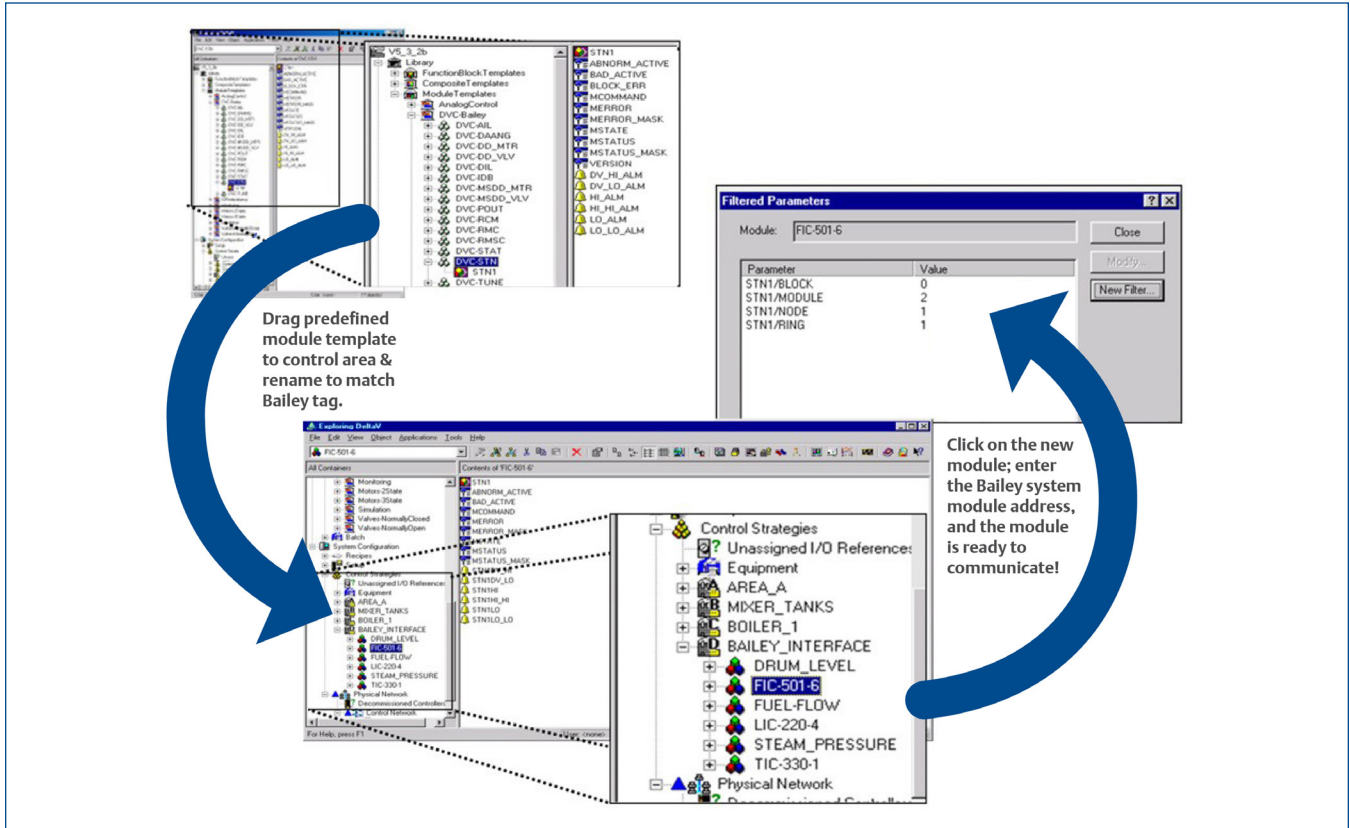 V5_3_2b
Library
FunctionBlockTemplates
CompositeTemplates
ModuleTemplates
AnalogControl
DVC-Bailey
DVC-AIL
DVC-DAANG
DVC-DD_MTR
DVC-DD_VLV
DVC-DIL
DVC-IDB
DVC-MSDD_MTR
DVC-MSDD_VLV
DVC-POUT
DVC-RCM
DVC-RMC
DVC-RMSC
DVC-STAT
DVC-STN
STN1
DVC-TUNE
STN1
ABNORM_ACTIVE
BAD_ACTIVE
BLOCK_ERR
MCOMMAND
MERROR
MERROR_MASK
MSTATE
MSTATUS
MSTATUS_MASK
VERSION
DV_HI_ALM
DV_LO_ALM
HI_ALM
HI_HI_ALM
LO_ALM
LO_LO_ALM
Drag predefined
module template
to control area &
rename to match
Bailey tag.
Filtered Parameters
Module: FIC-501-6
Close
Modify...
New Filter...
Parameter Value
STN1/BLOCK 0
STN1/MODULE 2
STN1/NODE 1
STN1/RING 1
Exploring DeltaV
File Edit View Object Applications Tools Help
FIC-501-6
All Containers
Contents of 'FIC-501-6'
Monitoring
Motors-2State
Motors-3State
Simulation
Valves-NormallyClosed
Valves-NormallyOpen
Batch
System Configuration
Recipes
Control Strategies
Unassigned I/O References
Equipment
AREA_A
MIXER_TANKS
BOILER_1
BAILEY_INTERFACE
DRUM_LEVEL
FIC-501-6
FUEL-FLOW
LIC-220-4
STEAM_PRESSURE
TIC-330-1
Physical Network
Decommissioned Controllers
Control Network
STN1
ABNORM_ACTIVE
BAD_ACTIVE
MCOMMAND
MERROR
MERROR_MASK
MSTATUS
MSTATUS_MASK
STN1DV_LO
STN1HI
STN1HI_HI
STN1LO
STN1LO_LO
For Help, press F1
User: <none>
Control Strategies
Unassigned I/O References
Equipment
AREA_A
MIXER_TANKS
BOILER_1
BAILEY_INTERFACE
DRUM_LEVEL
FIC-501-6
FUEL-FLOW
LIC-220-4
STEAM_PRESSURE
TIC-330-1
Physical Network
Click on the new
module; enter
the Bailey system
module address,
and the module
is ready to
communicate!